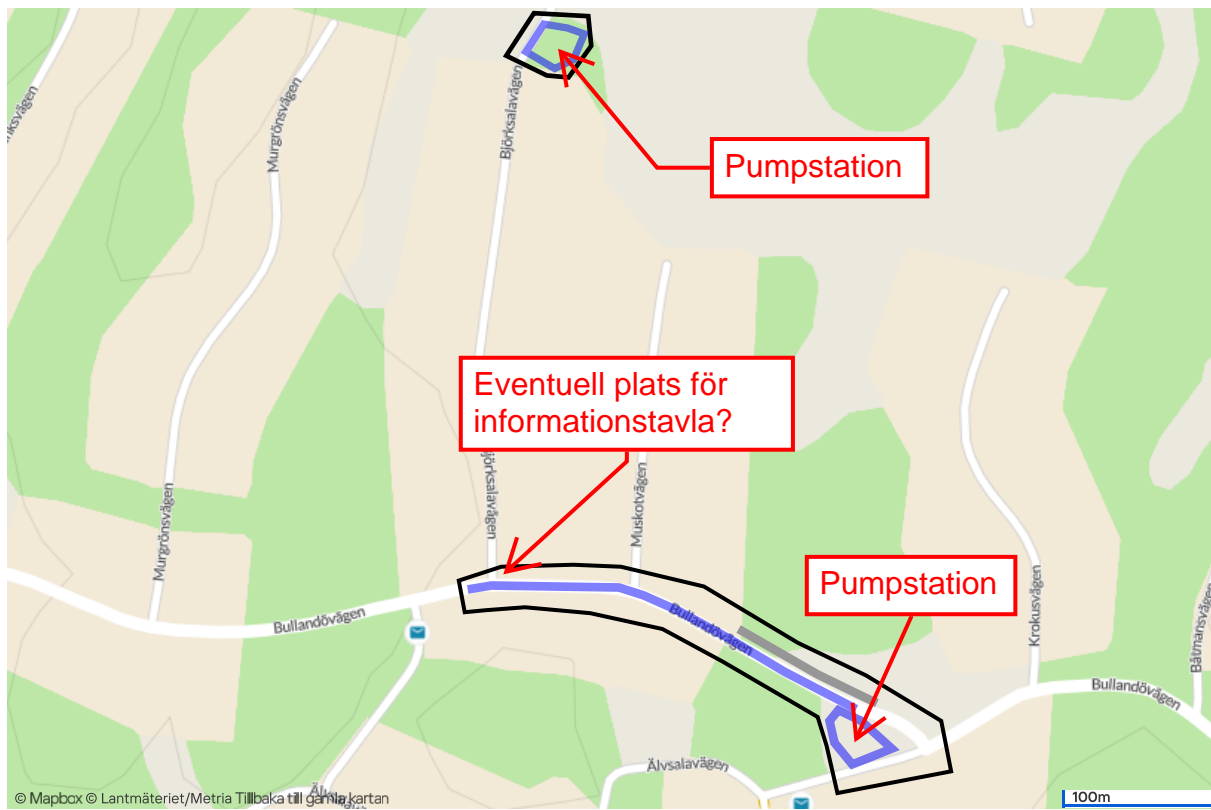 Murgrönsvägen
Björksalavägen
Pumpstation
Eventuell plats för
informationstavla?
Muskotvägen
Murgrönsvägen
Pumpstation
Krokusvägen
Båtmansvägen
Bullandövägen
Bullandövägen
Bullandövägen
Älvsalavägen
© Mapbox © Lantmäteriet/Metria Tillbaka till gamla kartan
100m